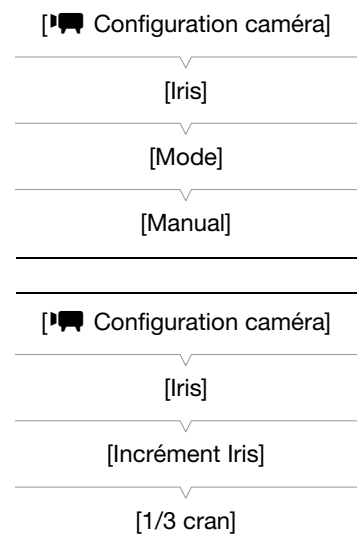 [ Configuration caméra]
[Iris]
[Mode]
[Manual]
[ Configuration caméra]
[Iris]
[Incrément Iris]
[1/3 cran]